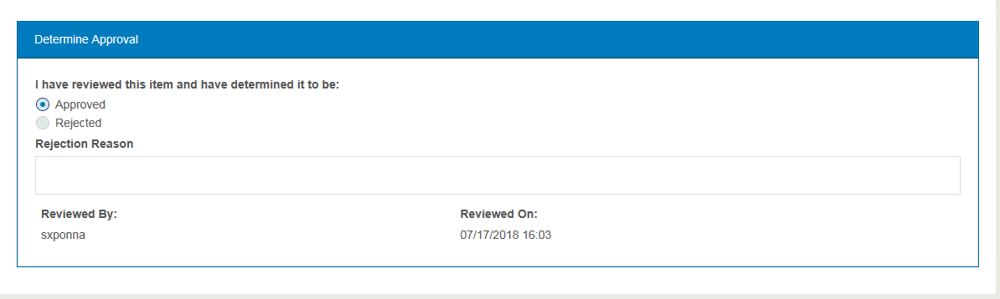 Determine Approval
I have reviewed this item and have determined it to be:
Approved
Rejected
Rejection Reason
Reviewed By:
Reviewed On:
sxponna
07/17/2018 16:03